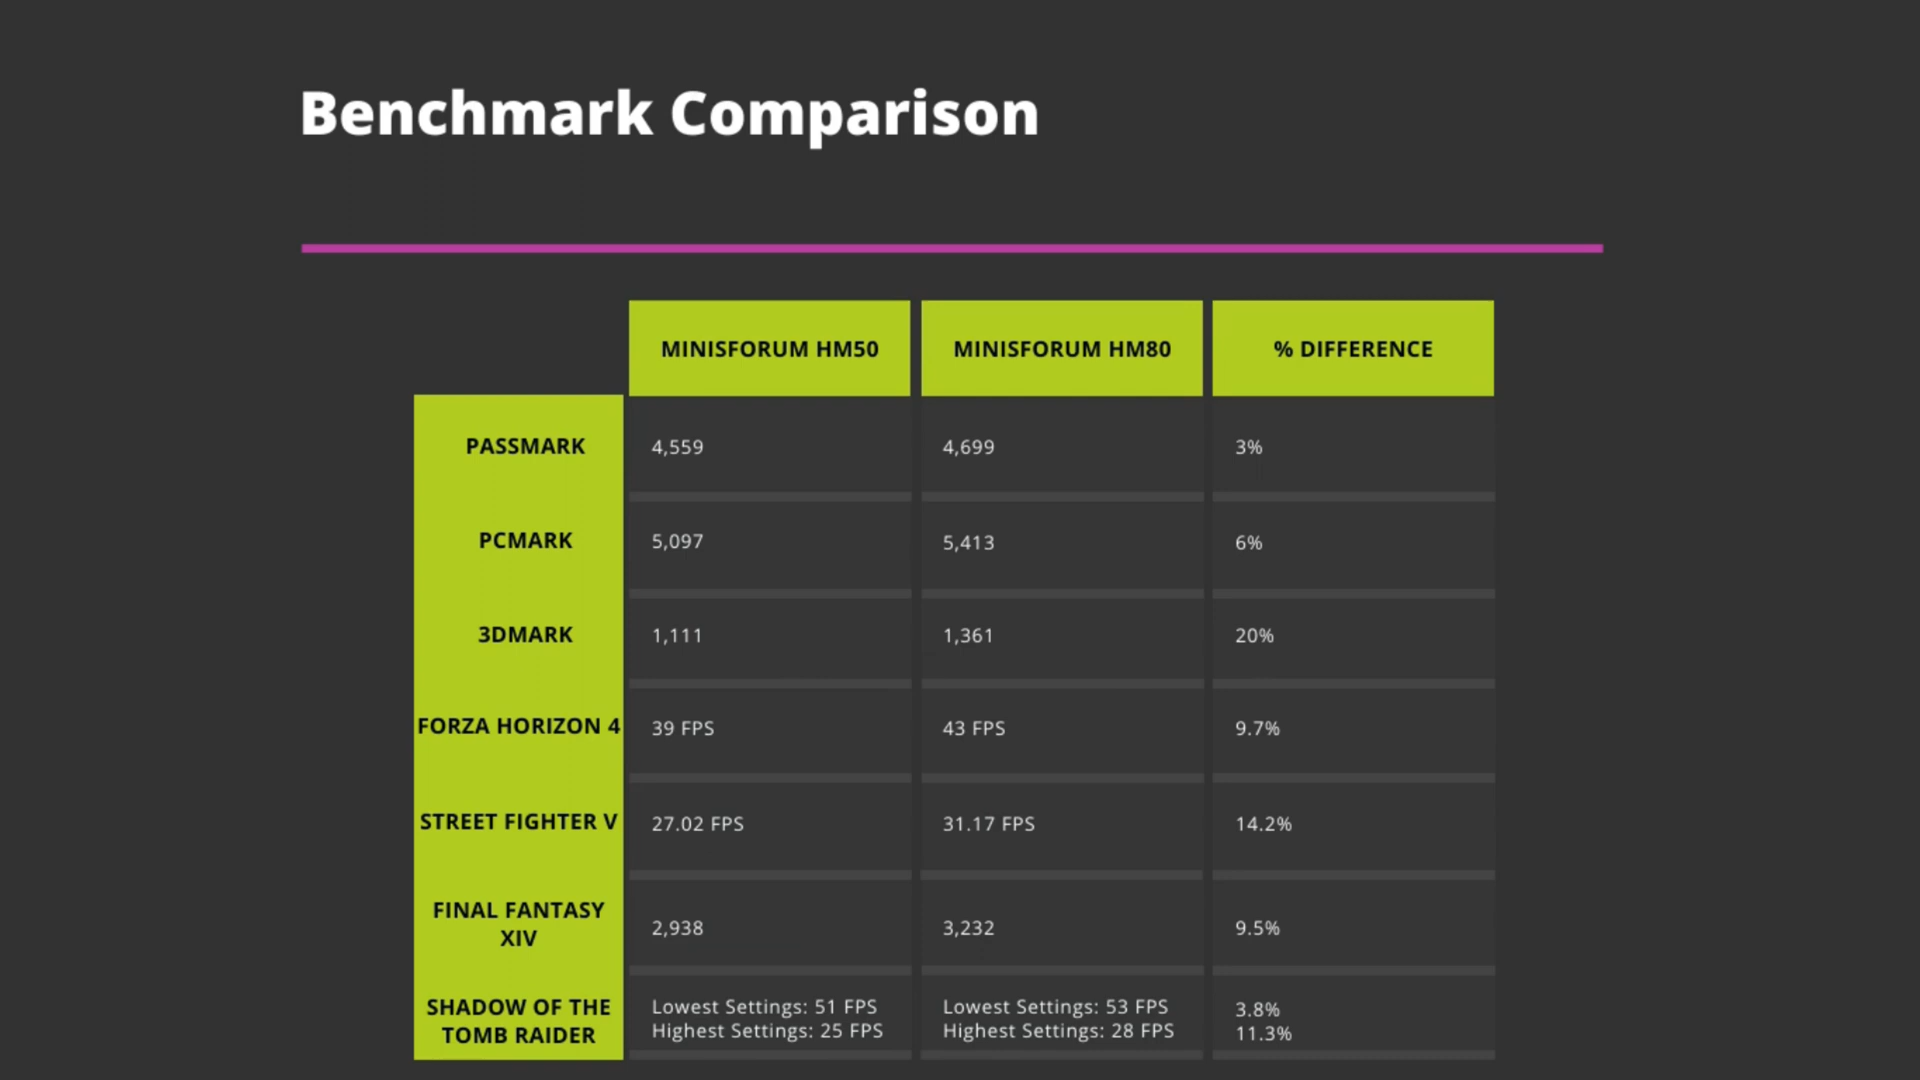 Benchmark Comparison
MINISFORUM HM50 MINISFORUM HM80 % DIFFERENCE
PASSMARK 4,559 4,699 3%
PCMARK 5,097 5,413 6%
3DMARK 1,111 1,361 20%
FORZA HORIZON 4 39 FPS 43 FPS 9.7%
STREET FIGHTER V 27.02 FPS 31.17 FPS 14.2%
FINAL FANTASY
XIV 2,938 3,232 9.5%
SHADOW OF THE Lowest Settings: 51 FPS Lowest Settings: 53 FPS 3.8%
TOMB RAIDER Highest Settings: 25 FPS Highest Settings: 28 FPS 11.3%